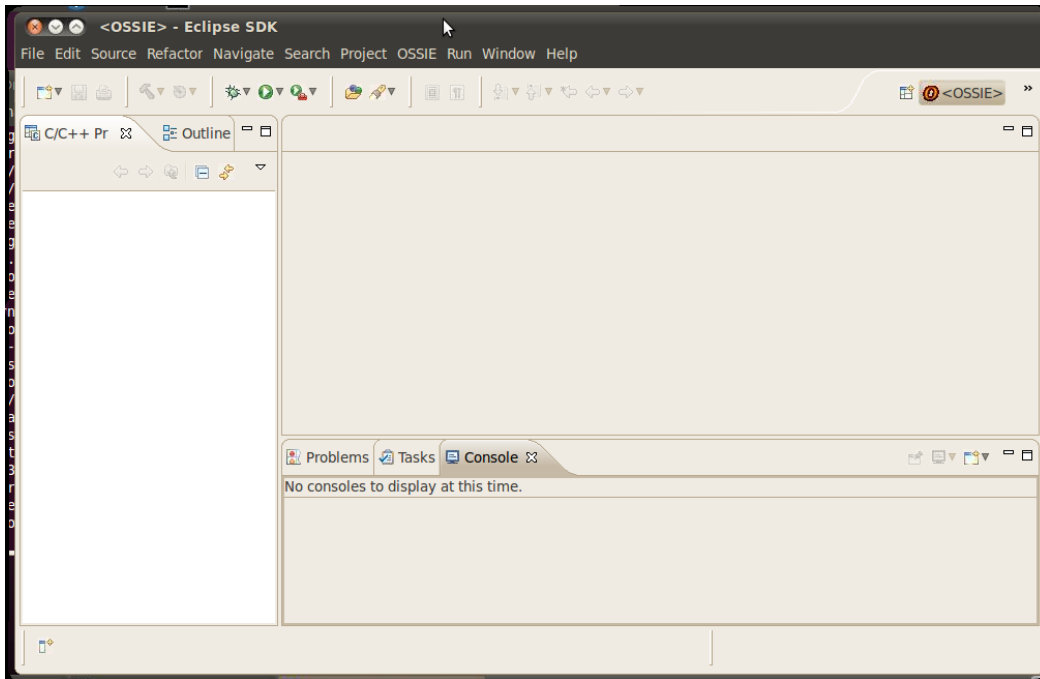 <OSSIE> - Eclipse SDK
File Edit Source Refactor Navigate Search Project OSSIE Run Window Help
<OSSIE> »
C/C++ Pr Outline
Problems Tasks Console
No consoles to display at this time.